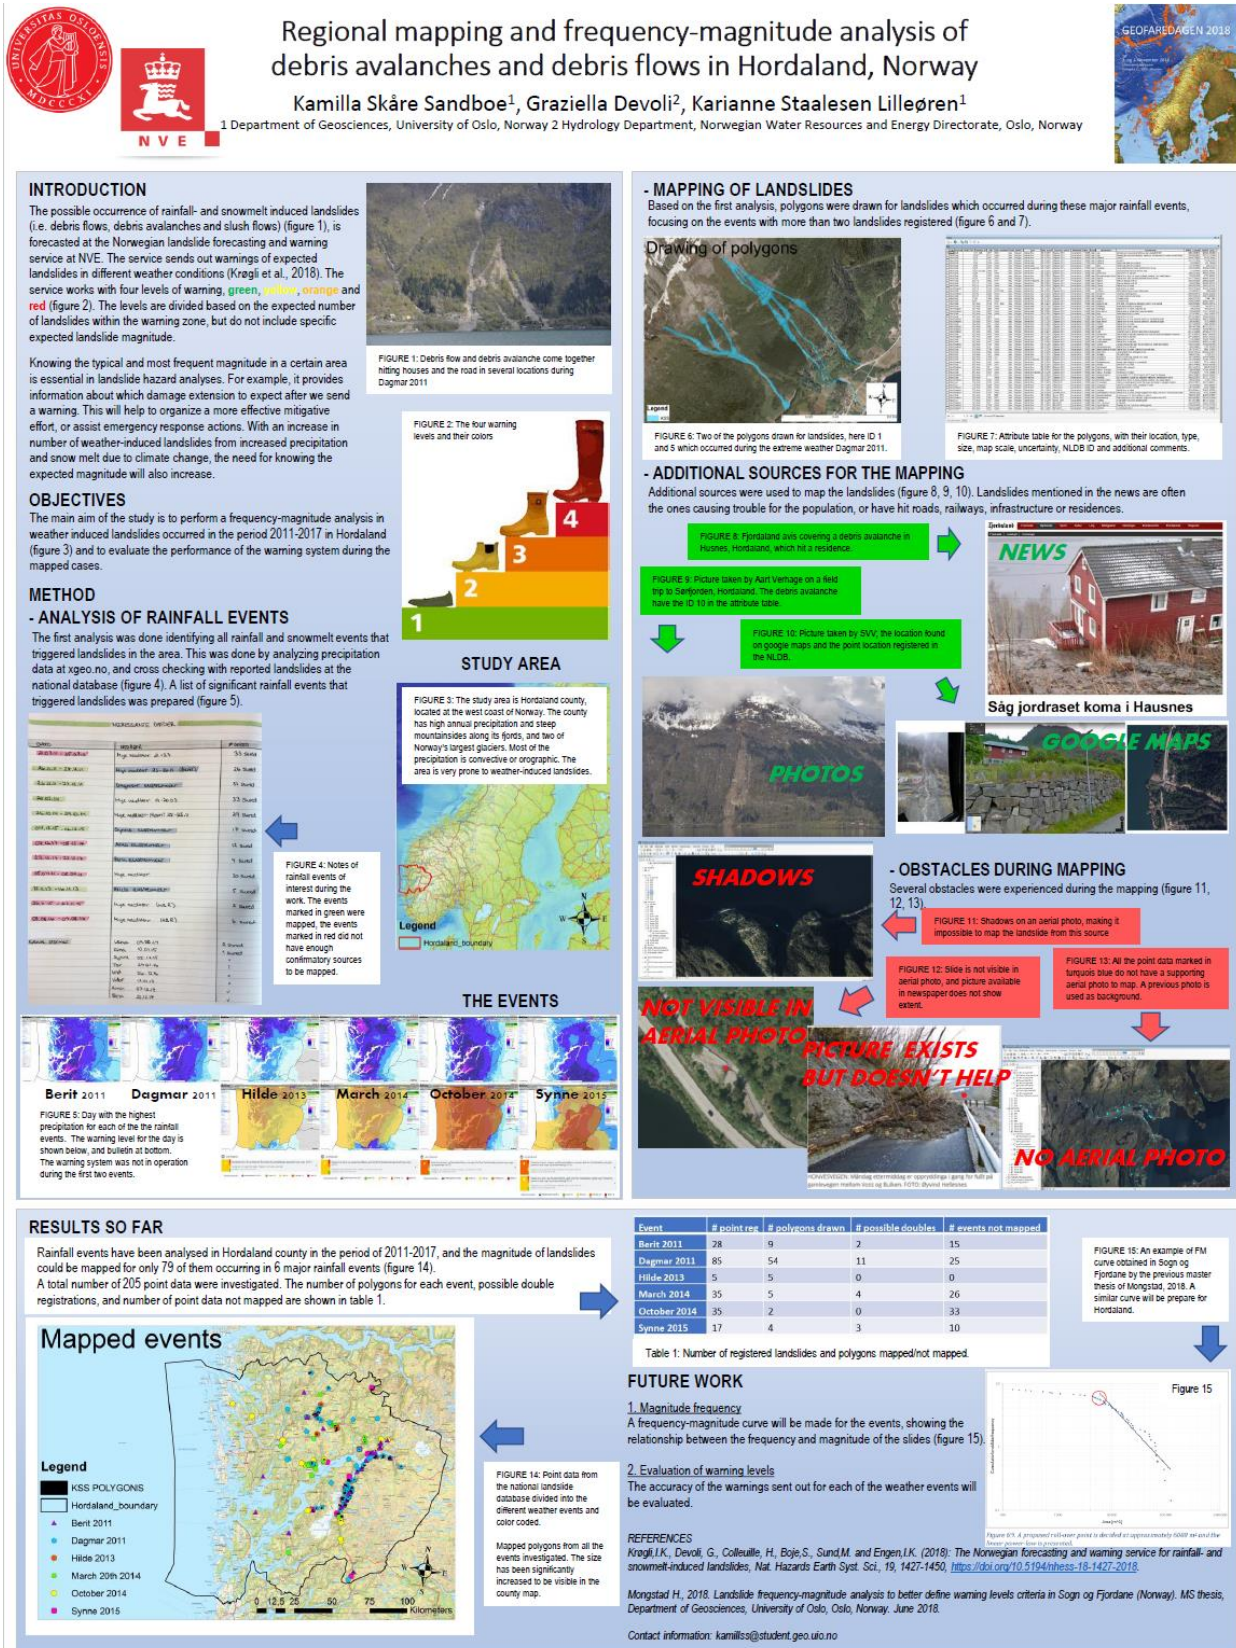 Regional mapping and frequency-magnitude analysis of
debris avalanches and debris flows in Hordaland, Norway
Kamilla Skåre Sandboe1, Graziella Devoli2, Karianne Staalesen Lilleøren1
1 Department of Geosciences, University of Oslo, Norway 2 Hydrology Department, Norwegian Water Resources and Energy Directorate, Oslo, Norway
UNIVERSITAS OSLOENSIS
MDCCCXI
NVE
GEOFAREDAGEN 2018
INTRODUCTION
The possible occurrence of rainfall- and snowmelt induced landslides
(i.e. debris flows, debris avalanches and slush flows) (figure 1), is
forecasted at the Norwegian landslide forecasting and warning
service at NVE. The service sends out warnings of expected
landslides in different weather conditions (Krøgli et al., 2018). The
service works with four levels of warning, green, yellow, orange and
red (figure 2). The levels are divided based on the expected number
of landslides within the warning zone, but do not include specific
expected landslide magnitude.
Knowing the typical and most frequent magnitude in a certain area
is essential in landslide hazard analyses. For example, it provides
information about which damage extension to expect after we send
a warning. This will help to organize a more effective mitigative
effort, or assist emergency response actions. With an increase in
number of weather-induced landslides from increased precipitation
and snow melt due to climate change, the need for knowing the
expected magnitude will also increase.
FIGURE 1: Debris flow and debris avalanche come together
hitting houses and the road in several locations during
Dagmar 2011
FIGURE 2: The four warning
levels and their colors
1
2
3
4
OBJECTIVES
The main aim of the study is to perform a frequency-magnitude analysis in
weather induced landslides occurred in the period 2011-2017 in Hordaland
(figure 3) and to evaluate the performance of the warning system during the
mapped cases.
METHOD
- ANALYSIS OF RAINFALL EVENTS
The first analysis was done identifying all rainfall and snowmelt events that
triggered landslides in the area. This was done by analyzing precipitation
data at xgeo.no, and cross checking with reported landslides at the
national database (figure 4). A list of significant rainfall events that
triggered landslides was prepared (figure 5).
STUDY AREA
FIGURE 3: The study area is Hordaland county,
located at the west coast of Norway. The county
has high annual precipitation and steep
mountainsides along its fjords, and two of
Norway's largest glaciers. Most of the
precipitation is convective or orographic. The
area is very prone to weather-induced landslides.
Legend
Hordaland_boundary
N
W E
S
FIGURE 4: Notes of
rainfall events of
interest during the
work. The events
marked in green were
mapped, the events
marked in red did not
have enough
confirmatory sources
to be mapped.
THE EVENTS
Berit 2011
Dagmar 2011
Hilde 2013
March 2014
October 2014
Synne 2015
FIGURE 5: Day with the highest
precipitation for each of the the rainfall
events. The warning level for the day is
shown below, and bulletin at bottom.
The warning system was not in operation
during the first two events.
- MAPPING OF LANDSLIDES
Based on the first analysis, polygons were drawn for landslides which occurred during these major rainfall events,
focusing on the events with more than two landslides registered (figure 6 and 7).
Drawing of polygons
Legend
FIGURE 6: Two of the polygons drawn for landslides, here ID 1
and 5 which occurred during the extreme weather Dagmar 2011.
FIGURE 7: Attribute table for the polygons, with their location, type,
size, map scale, uncertainty, NLDB ID and additional comments.
- ADDITIONAL SOURCES FOR THE MAPPING
Additional sources were used to map the landslides (figure 8, 9, 10). Landslides mentioned in the news are often
the ones causing trouble for the population, or have hit roads, railways, infrastructure or residences.
FIGURE 8: Fjordaland avis covering a debris avalanche in
Husnes, Hordaland, which hit a residence.
FIGURE 9: Picture taken by Aart Verhage on a field
trip to Sørfjorden, Hordaland. The debris avalanche
have the ID 10 in the attribute table.
FIGURE 10: Picture taken by SVV; the location found
on google maps and the point location registered in
the NLDB.
NEWS
Såg jordraset koma i Hausnes
PHOTOS
GOOGLE MAPS
- OBSTACLES DURING MAPPING
Several obstacles were experienced during the mapping (figure 11,
12, 13).
SHADOWS
FIGURE 11: Shadows on an aerial photo, making it
impossible to map the landslide from this source
FIGURE 12: Slide is not visible in
aerial photo, and picture available
in newspaper does not show
extent.
FIGURE 13: All the point data marked in
turquois blue do not have a supporting
aerial photo to map. A previous photo is
used as background.
NOT VISIBLE IN
AERIAL PHOTO
PICTURE EXISTS
BUT DOESN'T HELP
NO AERIAL PHOTO
RESULTS SO FAR
Rainfall events have been analysed in Hordaland county in the period of 2011-2017, and the magnitude of landslides
could be mapped for only 79 of them occurring in 6 major rainfall events (figure 14).
A total number of 205 point data were investigated. The number of polygons for each event, possible double
registrations, and number of point data not mapped are shown in table 1.
Event # point reg # polygons drawn # possible doubles # events not mapped
Berit 2011 28 9 2 15
Dagmar 2011 85 54 11 25
Hilde 2013 5 5 0 0
March 2014 35 5 4 26
October 2014 35 2 0 33
Synne 2015 17 4 3 10
Table 1: Number of registered landslides and polygons mapped/not mapped.
FIGURE 15: An example of FM
curve obtained in Sogn og
Fjordane by the previous master
thesis of Mongstad, 2018. A
similar curve will be prepare for
Hordaland.
Mapped events
Legend
KSS POLYGONS
Hordaland_boundary
Berit 2011
Dagmar 2011
Hilde 2013
March 20th 2014
October 2014
Synne 2015
N
W E
S
0 12,5 25 50 75 100
Kilometers
FIGURE 14: Point data from
the national landslide
database divided into the
different weather events and
color coded.
Mapped polygons from all the
events investigated. The size
has been significantly
increased to be visible in the
county map.
FUTURE WORK
1. Magnitude frequency
A frequency-magnitude curve will be made for the events, showing the
relationship between the frequency and magnitude of the slides (figure 15).
2. Evaluation of warning levels
The accuracy of the warnings sent out for each of the weather events will
be evaluated.
Figure 15
REFERENCES
Krøgli,I.K., Devoli, G., Colleuille, H., Boje,S., Sund,M. and Engen,I.K. (2018): The Norwegian forecasting and warning service for rainfall- and
snowmelt-induced landslides, Nat. Hazards Earth Syst. Sci., 19, 1427-1450, https://doi.org/10.5194/nhess-18-1427-2018.
Mongstad H., 2018. Landslide frequency-magnitude analysis to better define warning levels criteria in Sogn og Fjordane (Norway). MS thesis,
Department of Geosciences, University of Oslo, Oslo, Norway. June 2018.
Contact information: kamillss@student.geo.uio.no